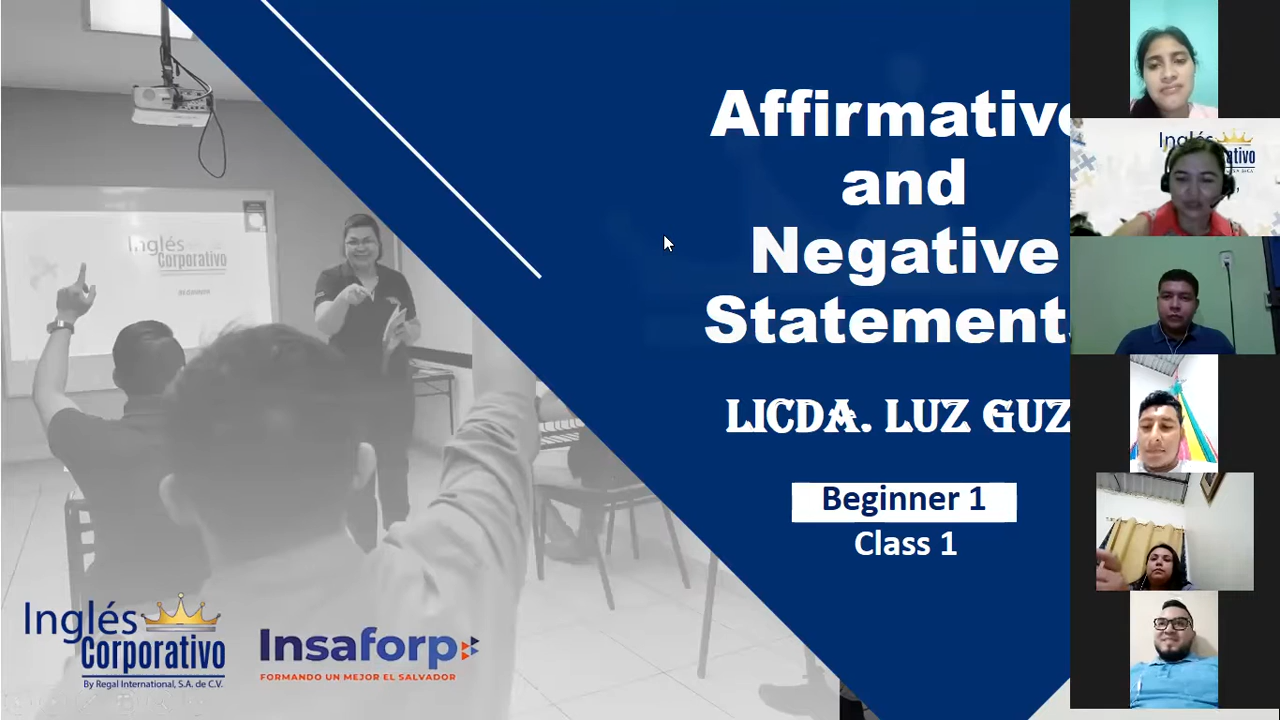 Affirmative
and
Negative
Statement
LICDA. LUZ GUZ
Beginner 1
Class 1
Inglés
Corporativo
Inglés
Corporativo
By Regal International, S.A. de C.V.
Insaforp
FORMANDO UN MEJOR EL SALVADOR
Inglés